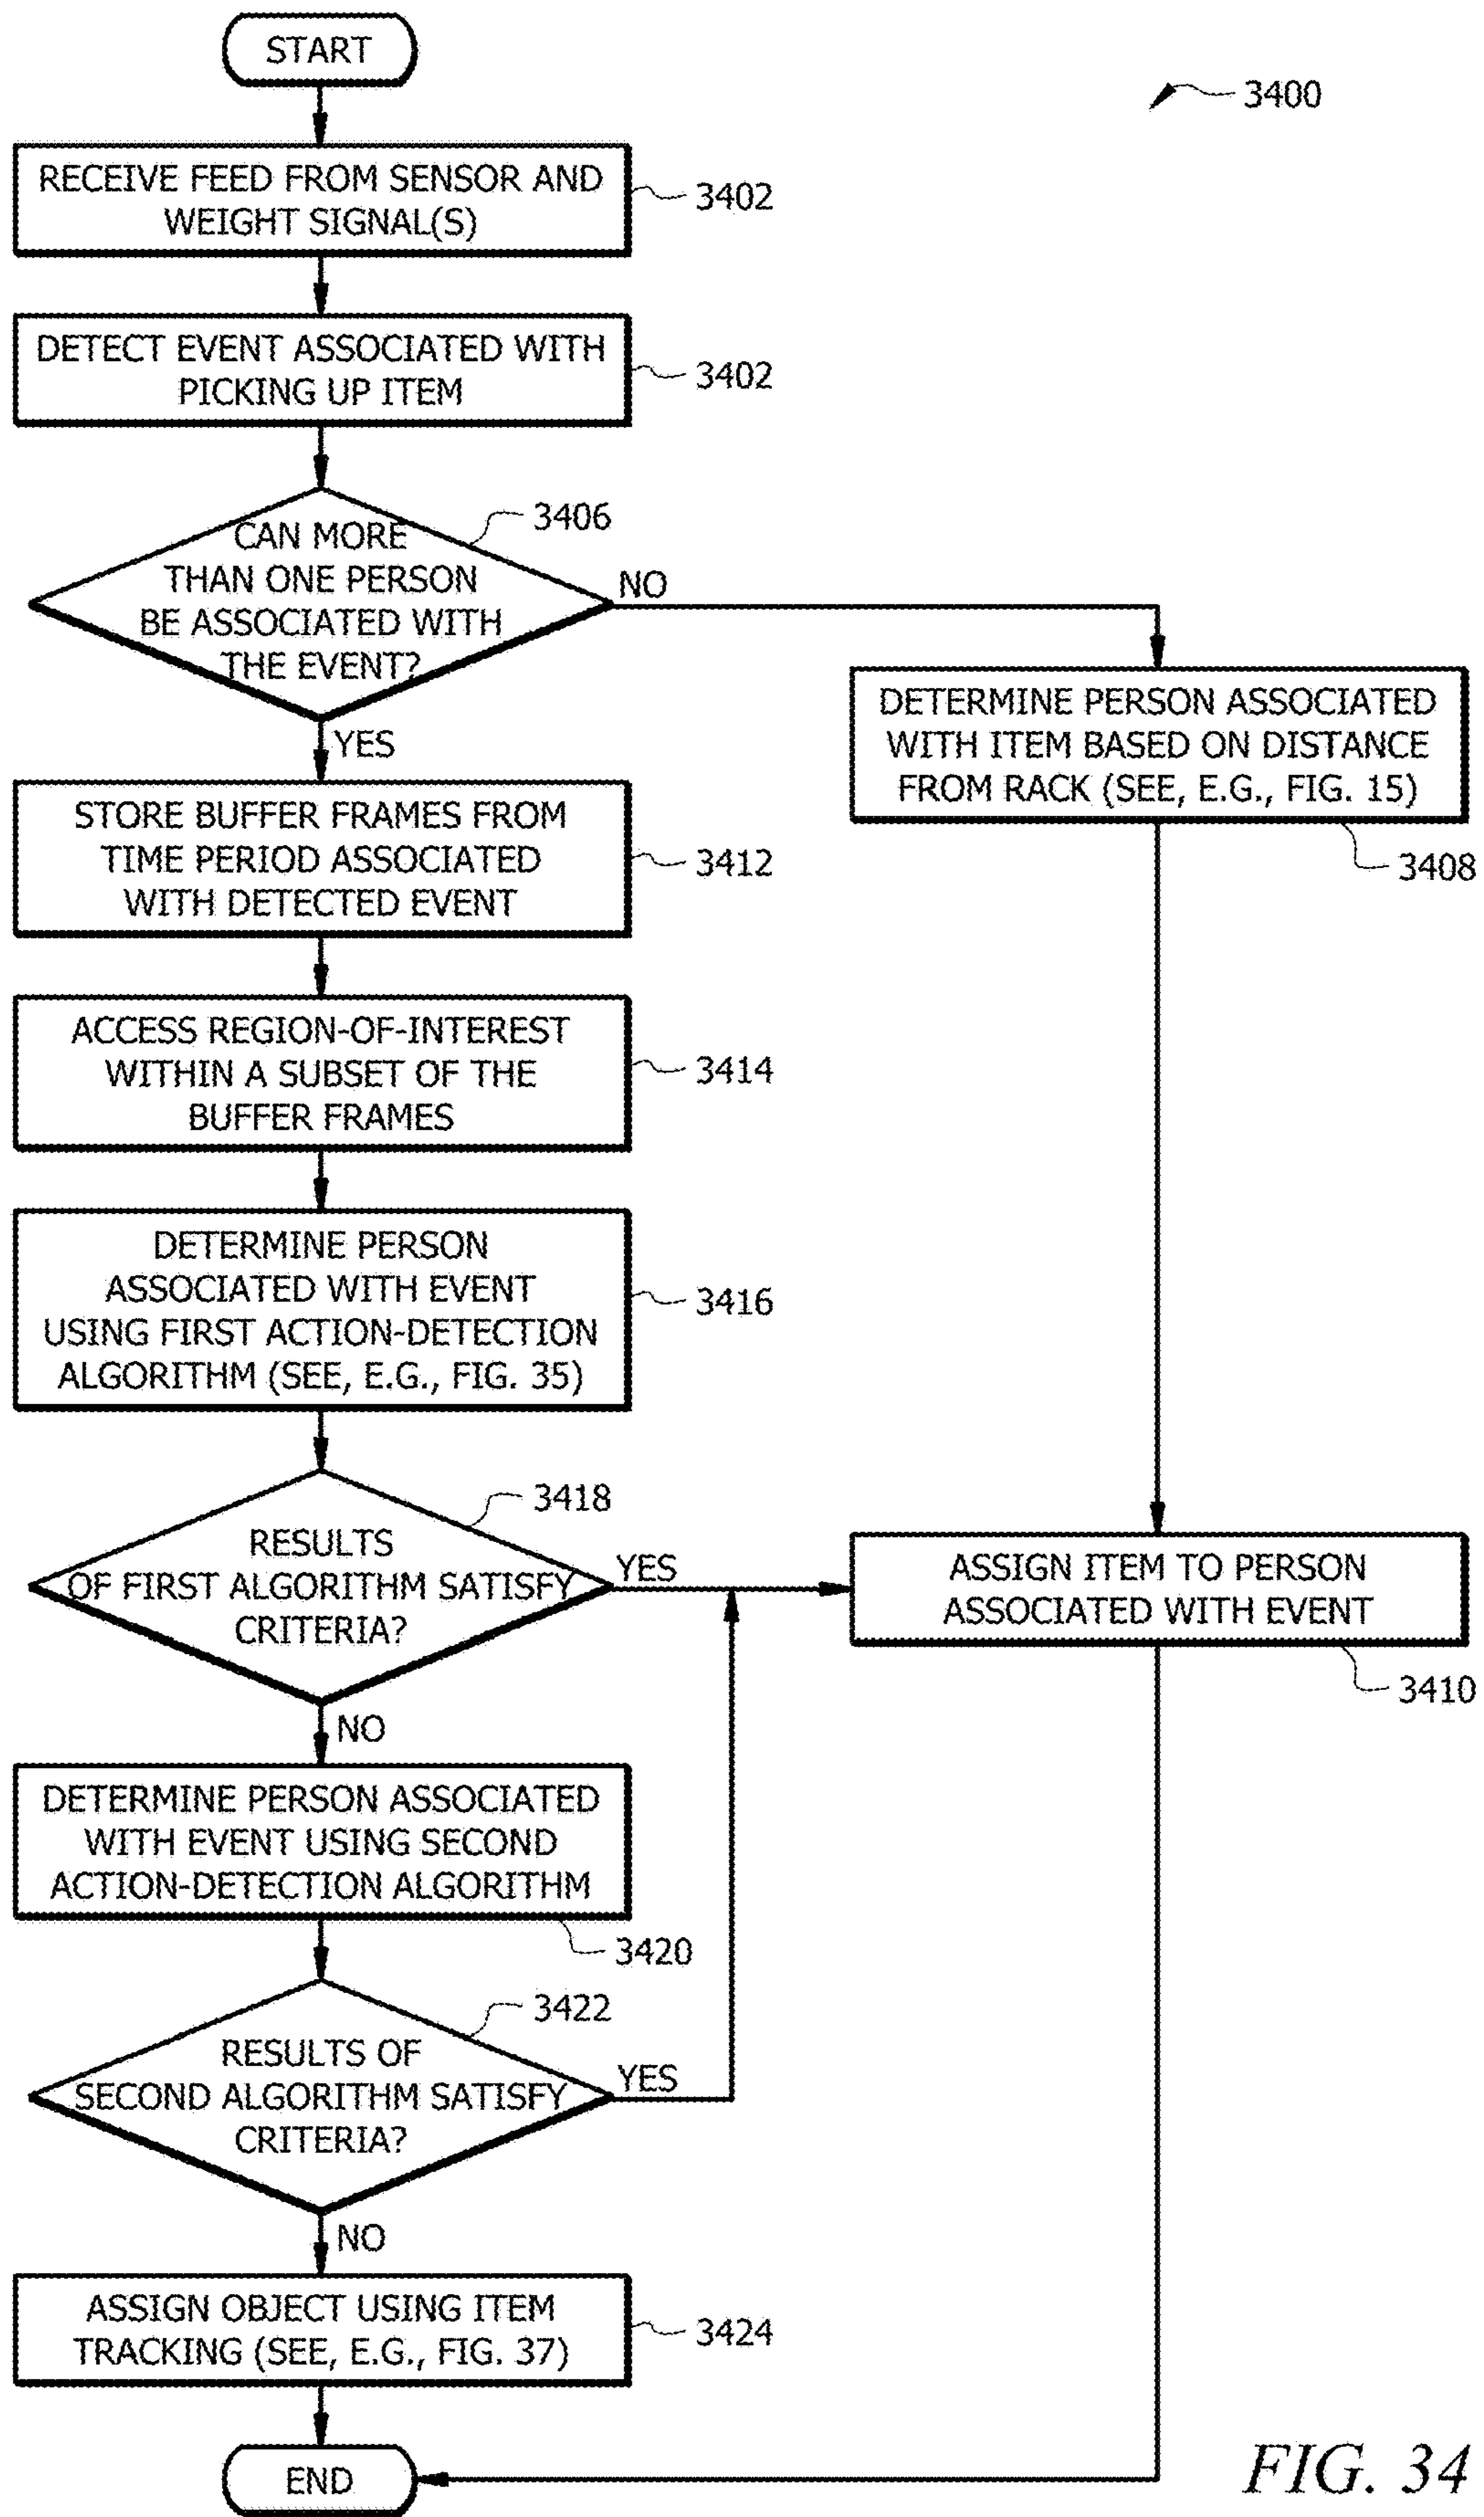 START
3400
RECEIVE FEED FROM SENSOR AND
WEIGHT SIGNAL(S)
3402
DETECT EVENT ASSOCIATED WITH
PICKING UP ITEM
3402
3406
CAN MORE
THAN ONE PERSON
BE ASSOCIATED WITH
THE EVENT?
NO
YES
DETERMINE PERSON ASSOCIATED
WITH ITEM BASED ON DISTANCE
FROM RACK (SEE, E.G., FIG. 15)
3408
STORE BUFFER FRAMES FROM
TIME PERIOD ASSOCIATED
WITH DETECTED EVENT
3412
ACCESS REGION-OF-INTEREST
WITHIN A SUBSET OF THE
BUFFER FRAMES
3414
DETERMINE PERSON
ASSOCIATED WITH EVENT
USING FIRST ACTION-DETECTION
ALGORITHM (SEE, E.G., FIG. 35)
3416
3418
RESULTS
OF FIRST ALGORITHM SATISFY
CRITERIA?
YES
NO
ASSIGN ITEM TO PERSON
ASSOCIATED WITH EVENT
3410
DETERMINE PERSON ASSOCIATED
WITH EVENT USING SECOND
ACTION-DETECTION ALGORITHM
3420
3422
RESULTS OF
SECOND ALGORITHM SATISFY
CRITERIA?
YES
NO
ASSIGN OBJECT USING ITEM
TRACKING (SEE, E.G., FIG. 37)
3424
END
FIG. 34